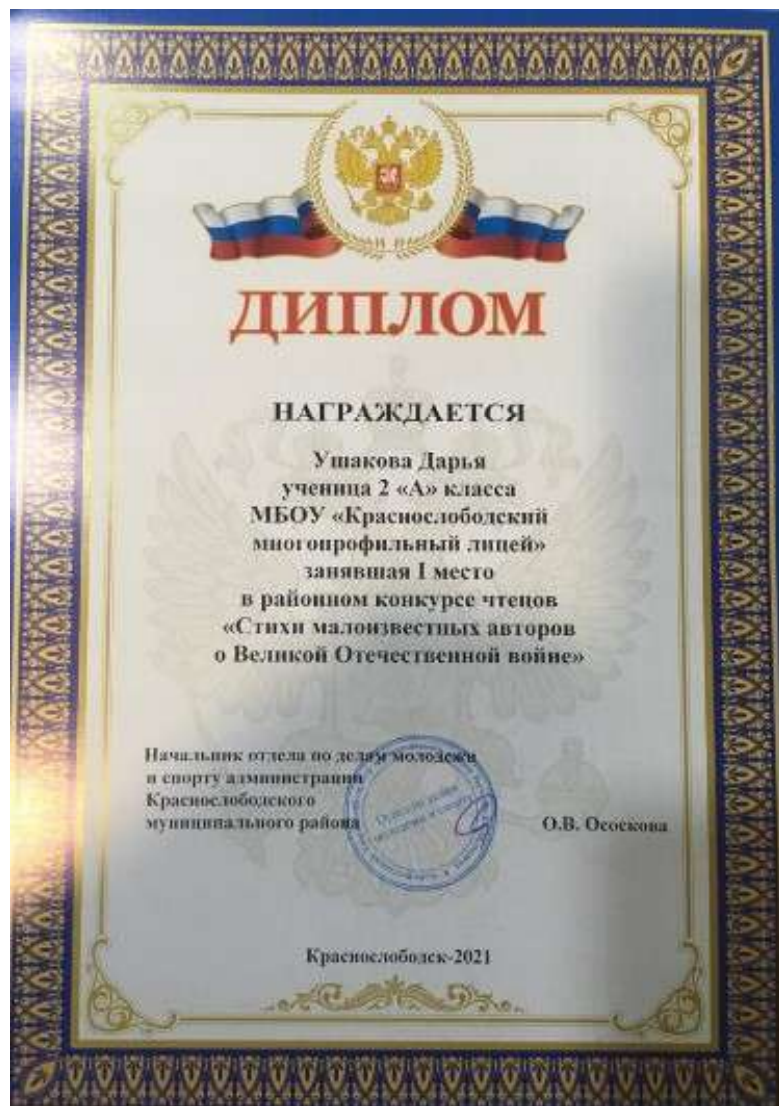 ДИПЛОМ
НАГРАЖДАЕТСЯ
Ушакова Дарья
ученица 2 «А» класса
МБОУ «Краснослободский
многопрофильный лицей»
занявшая I место
в районном конкурсе чтецов
«Стихи малоизвестных авторов
о Великой Отечественной войне»
Начальник отдела по делам молодежи
и спорту администрации
Краснослободского
муниципального района
О.В. Ососкова
Краснослободск-2021